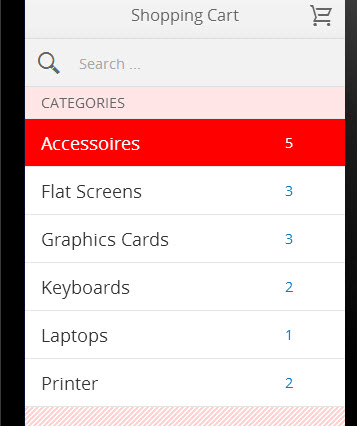 Shopping Cart
Search ...
CATEGORIES
Accessoires 5
Flat Screens 3
Graphics Cards 3
Keyboards 2
Laptops 1
Printer 2